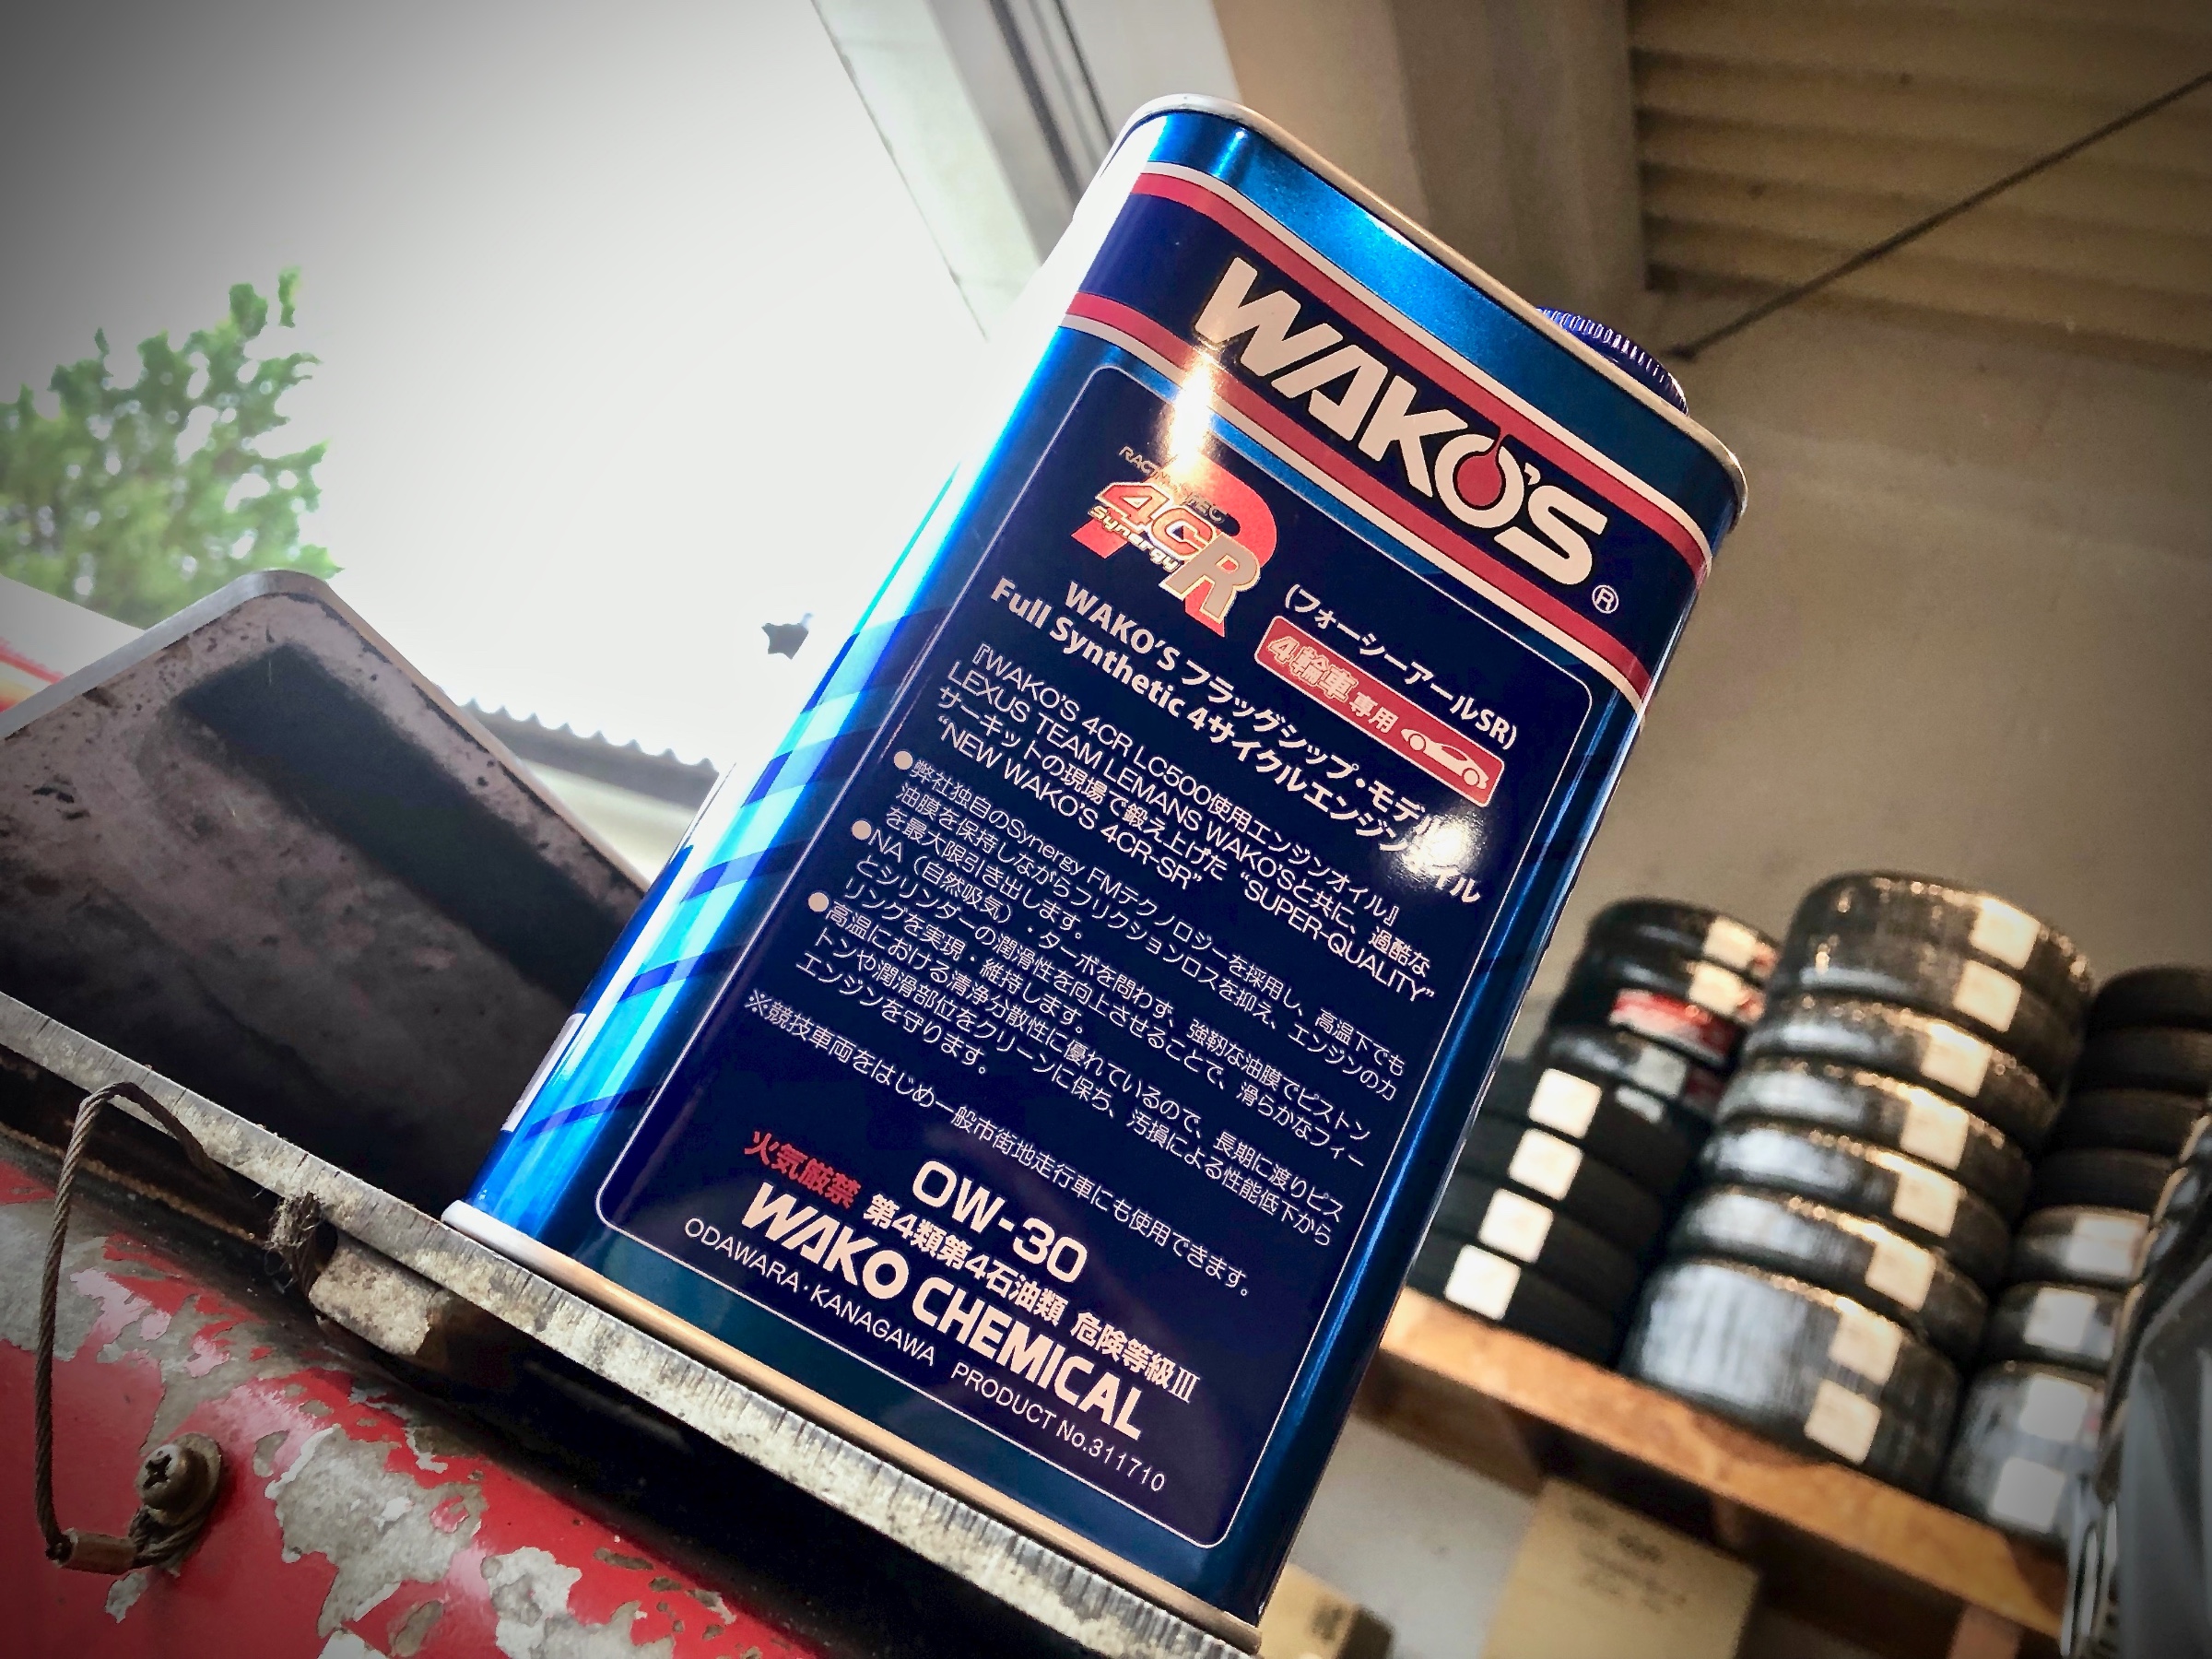 WAKO'S®
4CR
Synergy
(フォーシーアールSR)
4輪車専用
WAKO'S フラッグシップ・モデル
Full Synthetic 4サイクルエンジンオイル
『WAKO'S 4CR LC500使用エンジンオイル』
LEXUS TEAM LEMANS WAKO'Sと共に、過酷な
サーキットの現場で鍛え上げた "SUPER-QUALITY"
"NEW WAKO'S 4CR-SR"
●弊社独自のSynergy FMテクノロジーを採用し、高温下でも
油膜を保持しながらフリクションロスを抑え、エンジンの力
を最大限引き出します。
●NA（自然吸気）・ターボを問わず、強靭な油膜でピストン
とシリンダーの潤滑性を向上させることで、滑らかなフィー
リングを実現・維持します。
●高温における清浄分散性に優れているので、長期に渡りピス
トンや潤滑部位をクリーンに保ち、汚損による性能低下から
エンジンを守ります。
※競技車両をはじめ一般市街地走行車にも使用できます。
0W-30
火気厳禁 第4類第4石油類 危険等級Ⅲ
WAKO CHEMICAL
ODAWARA・KANAGAWA PRODUCT No.311710